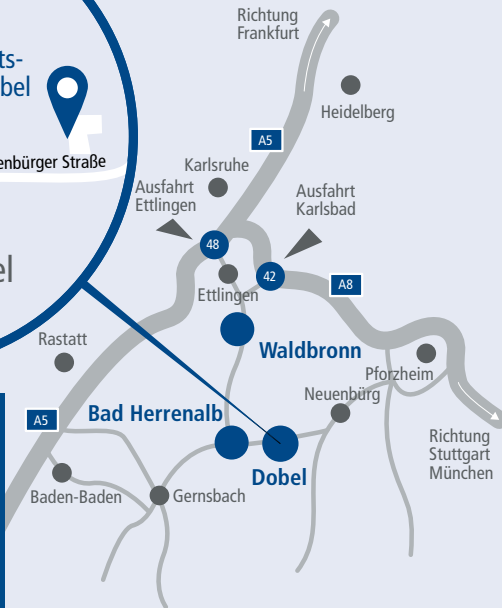 Richtung
Frankfurt
Heidelberg
A5
Karlsruhe
Ausfahrt
Ettlingen
Ausfahrt
Karlsbad
48
42
Ettlingen
A8
Rastatt
Waldbronn
Pforzheim
Neuenbürg
Bad Herrenalb
A5
Dobel
Richtung
Stuttgart
München
Baden-Baden
Gernsbach
ts-
bel
enbürger Straße
el